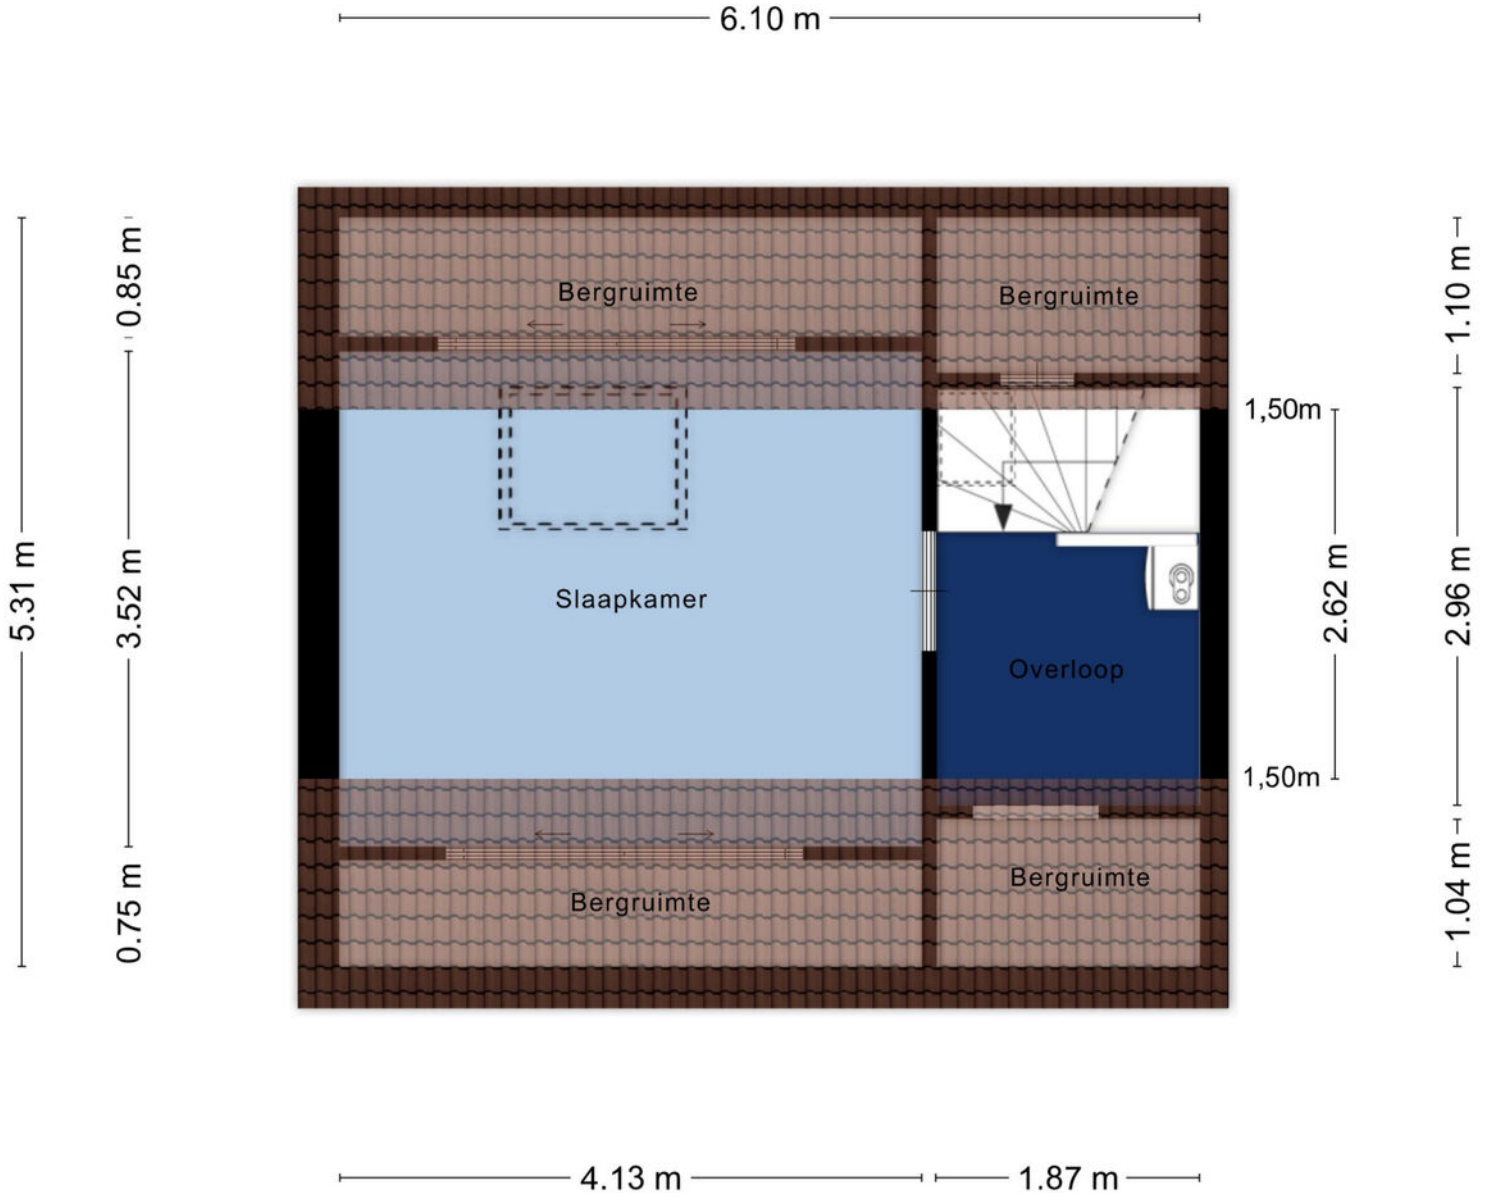 6.10 m
0.85 m
1.10 m
Bergruimte
Bergruimte
1,50m
5.31 m
3.52 m
Slaapkamer
2.62 m
2.96 m
Overloop
1,50m
0.75 m
Bergruimte
Bergruimte
1.04 m
4.13 m
1.87 m